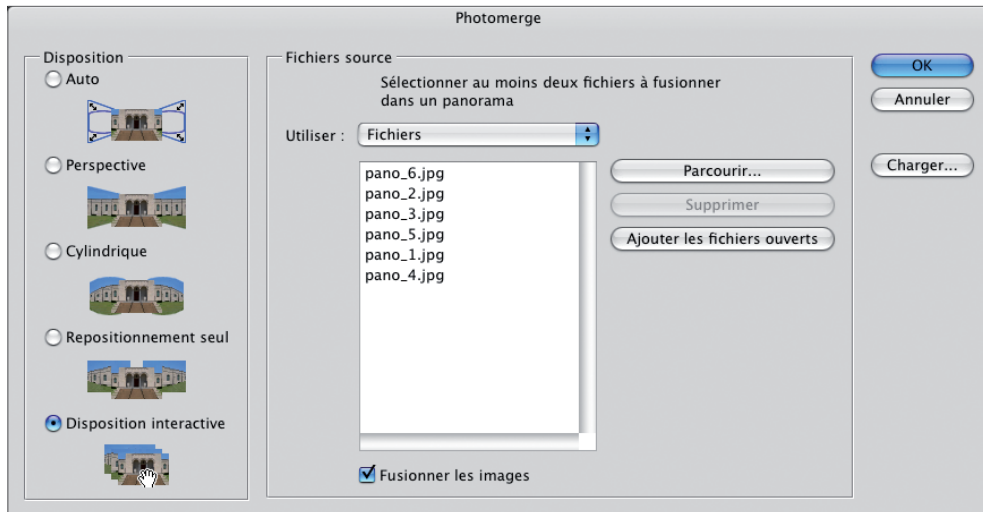 Photomerge
Disposition
Auto
Perspective
Cylindrique
Repositionnement seul
Disposition interactive
Fichiers source
Sélectionner au moins deux fichiers à fusionner
dans un panorama
Utiliser : Fichiers
pano_6.jpg
pano_2.jpg
pano_3.jpg
pano_5.jpg
pano_1.jpg
pano_4.jpg
Parcourir...
Supprimer
Ajouter les fichiers ouverts
Fusionner les images
OK
Annuler
Charger...